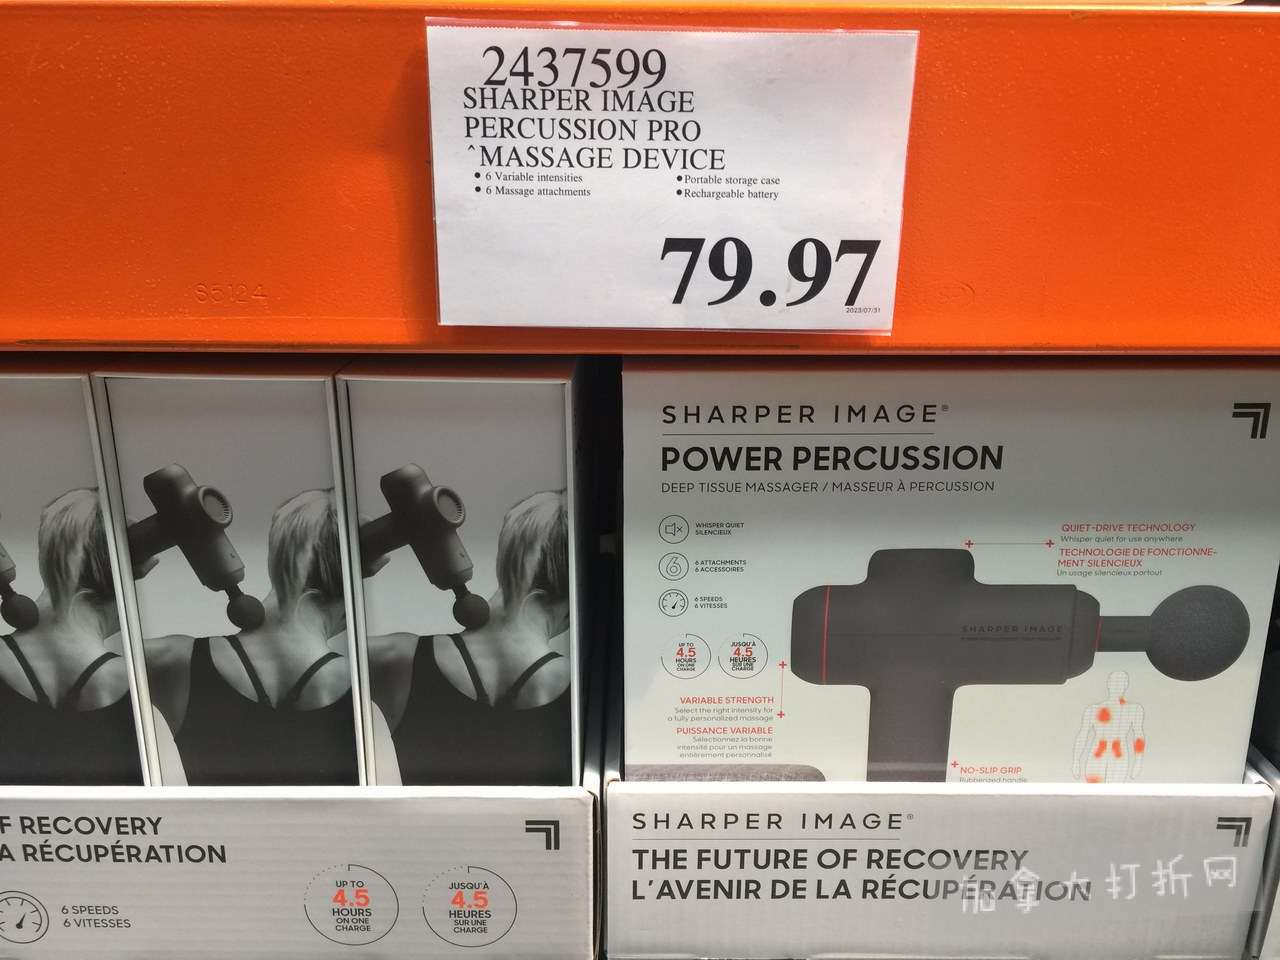 2437599
SHARPER IMAGE
PERCUSSION PRO
^MASSAGE DEVICE
• 6 Variable intensities
• 6 Massage attachments
• Portable storage case
• Rechargeable battery
79.97
2023/07/31
65124
SHARPER IMAGE®
POWER PERCUSSION
DEEP TISSUE MASSAGER / MASSEUR À PERCUSSION
WHISPER QUIET
SILENCIEUX
6 ATTACHMENTS
6 ACCESSOIRES
6 SPEEDS
6 VITESSES
UP TO
4.5
HOURS
ON ONE
CHARGE
JUSQU'À
4.5
HEURES
SUR UNE
CHARGE
VARIABLE STRENGTH
Select the right intensity for
a fully personalized massage
PUISSANCE VARIABLE
Sélectionnez la bonne
intensité pour un massage
entièrement personnalisé
QUIET-DRIVE TECHNOLOGY
Whisper quiet for use anywhere
TECHNOLOGIE DE FONCTIONNE-
MENT SILENCIEUX
Un usage silencieux partout
SHARPER IMAGE
NO-SLIP GRIP
Rubberized handle
F RECOVERY
A RÉCUPÉRATION
6 SPEEDS
6 VITESSES
UP TO
4.5
HOURS
ON ONE
CHARGE
JUSQU'À
4.5
HEURES
SUR UNE
CHARGE
SHARPER IMAGE®
THE FUTURE OF RECOVERY
L'AVENIR DE LA RÉCUPÉRATION
加拿大打折网